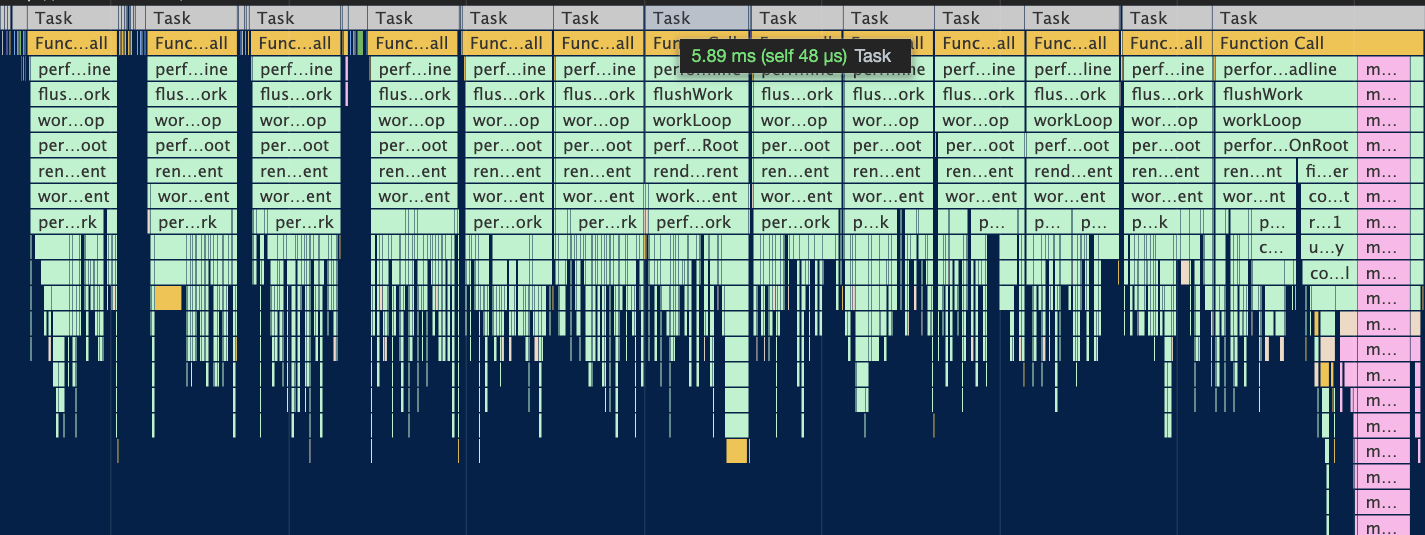 Task Task Task Task Task Task Task Task Task Task Task Task
Func...all Func...all Func...all Func...all Func...all Func...all Func...all Func...all Func...all Func...all Function Call
5.89 ms (self 48 µs) Task
perf...ine perf...ine perf...ine perf...ine perf...ine perf...ine perf...ine perf...line perf...ine perfor...adline m...
flus...ork flus...ork flus...ork flus...ork flus...ork flus...ork flushWork flus...ork flus...ork flus...ork flus...ork flus...ork flushWork m...
wor...op wor...op wor...op wor...op wor...op wor...op workLoop wor...op wor...op wor...op workLoop wor...op workLoop m...
per...oot perf...oot per...oot per...oot per...oot per...oot perf...Root per...oot per...oot per...oot perf...oot per...oot perfor...OnRoot m...
ren...ent ren...ent ren...ent ren...ent ren...ent ren...ent rend...rent ren...ent ren...ent ren...ent rend...ent ren...ent ren...nt fi...er m...
wor...ent wor...ent wor...ent wor...ent wor...ent wor...ent work...ent wor...ent wor...ent wor...ent wor...ent wor...ent wor...nt co...t m...
per...rk per...rk per...rk per...ork per...rk perf...ork per...ork p...k p... p... p... p...k p... r...1 m...
c... u...y m...
co...l m...
m...
m...
m...
m...
m...
m...
m...
m...
m...
m...